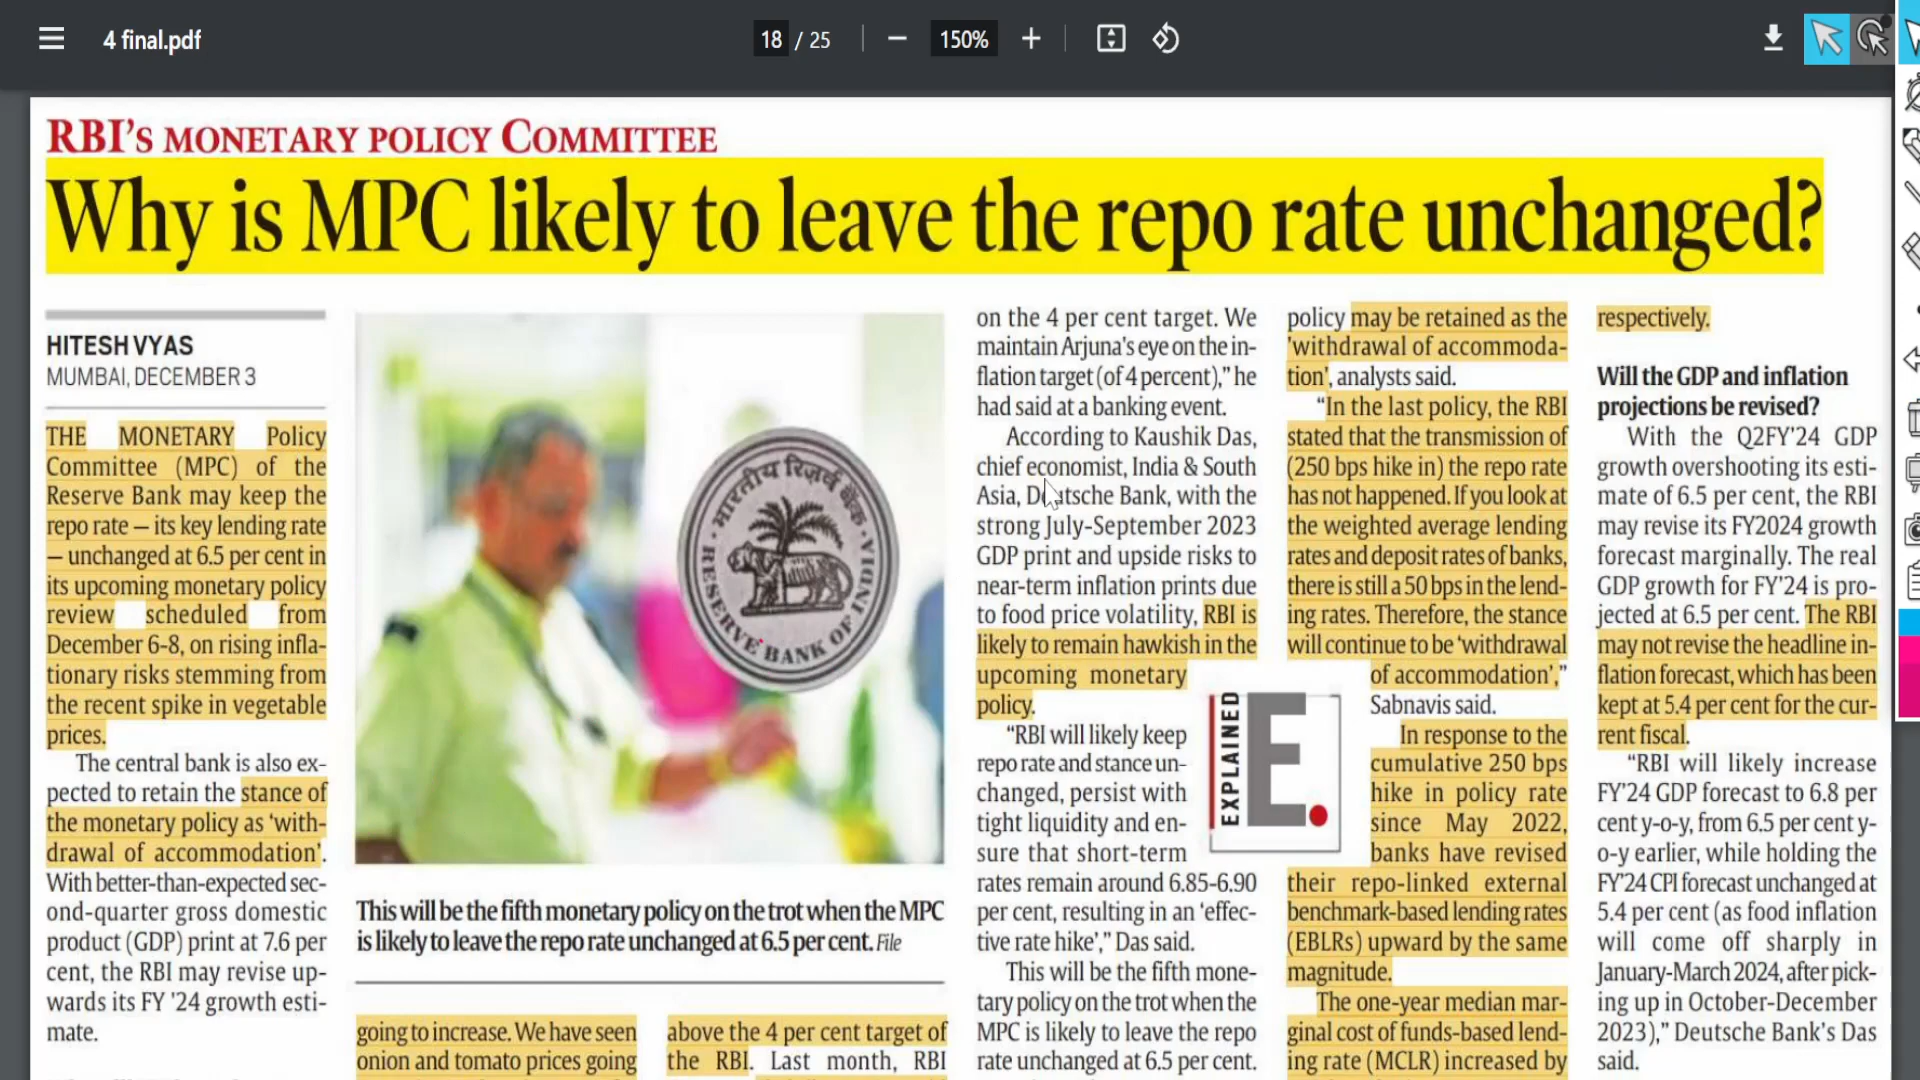 4 final.pdf
18 / 25
150%
RBI'S MONETARY POLICY COMMITTEE
Why is MPC likely to leave the repo rate unchanged?
HITESH VYAS
MUMBAI, DECEMBER 3
THE MONETARY Policy
Committee (MPC) of the
Reserve Bank may keep the
repo rate — its key lending rate
— unchanged at 6.5 per cent in
its upcoming monetary policy
review scheduled from
December 6-8, on rising infla-
tionary risks stemming from
the recent spike in vegetable
prices.
The central bank is also ex-
pected to retain the stance of
the monetary policy as 'with-
drawal of accommodation'.
With better-than-expected sec-
ond-quarter gross domestic
product (GDP) print at 7.6 per
cent, the RBI may revise up-
wards its FY '24 growth esti-
mate.
भारतीय रिज़र्व बैंक
RESERVE BANK OF INDIA
This will be the fifth monetary policy on the trot when the MPC
is likely to leave the repo rate unchanged at 6.5 per cent. File
going to increase. We have seen
onion and tomato prices going
above the 4 per cent target of
the RBI. Last month, RBI
on the 4 per cent target. We
maintain Arjuna's eye on the in-
flation target (of 4 percent)," he
had said at a banking event.
According to Kaushik Das,
chief economist, India & South
Asia, Deutsche Bank, with the
strong July-September 2023
GDP print and upside risks to
near-term inflation prints due
to food price volatility, RBI is
likely to remain hawkish in the
upcoming monetary
policy.
"RBI will likely keep
repo rate and stance un-
changed, persist with
tight liquidity and en-
sure that short-term
rates remain around 6.85-6.90
per cent, resulting in an 'effec-
tive rate hike'," Das said.
This will be the fifth mone-
tary policy on the trot when the
MPC is likely to leave the repo
rate unchanged at 6.5 per cent.
EXPLAINED
E.
policy may be retained as the
'withdrawal of accommoda-
tion', analysts said.
"In the last policy, the RBI
stated that the transmission of
(250 bps hike in) the repo rate
has not happened. If you look at
the weighted average lending
rates and deposit rates of banks,
there is still a 50 bps in the lend-
ing rates. Therefore, the stance
will continue to be 'withdrawal
of accommodation',"
Sabnavis said.
In response to the
cumulative 250 bps
hike in policy rate
since May 2022,
banks have revised
their repo-linked external
benchmark-based lending rates
(EBLRs) upward by the same
magnitude.
The one-year median mar-
ginal cost of funds-based lend-
ing rate (MCLR) increased by
respectively.
Will the GDP and inflation
projections be revised?
With the Q2FY'24 GDP
growth overshooting its esti-
mate of 6.5 per cent, the RBI
may revise its FY2024 growth
forecast marginally. The real
GDP growth for FY'24 is pro-
jected at 6.5 per cent. The RBI
may not revise the headline in-
flation forecast, which has been
kept at 5.4 per cent for the cur-
rent fiscal.
"RBI will likely increase
FY'24 GDP forecast to 6.8 per
cent y-o-y, from 6.5 per cent y-
o-y earlier, while holding the
FY'24 CPI forecast unchanged at
5.4 per cent (as food inflation
will come off sharply in
January-March 2024, after pick-
ing up in October-December
2023)," Deutsche Bank's Das
said.